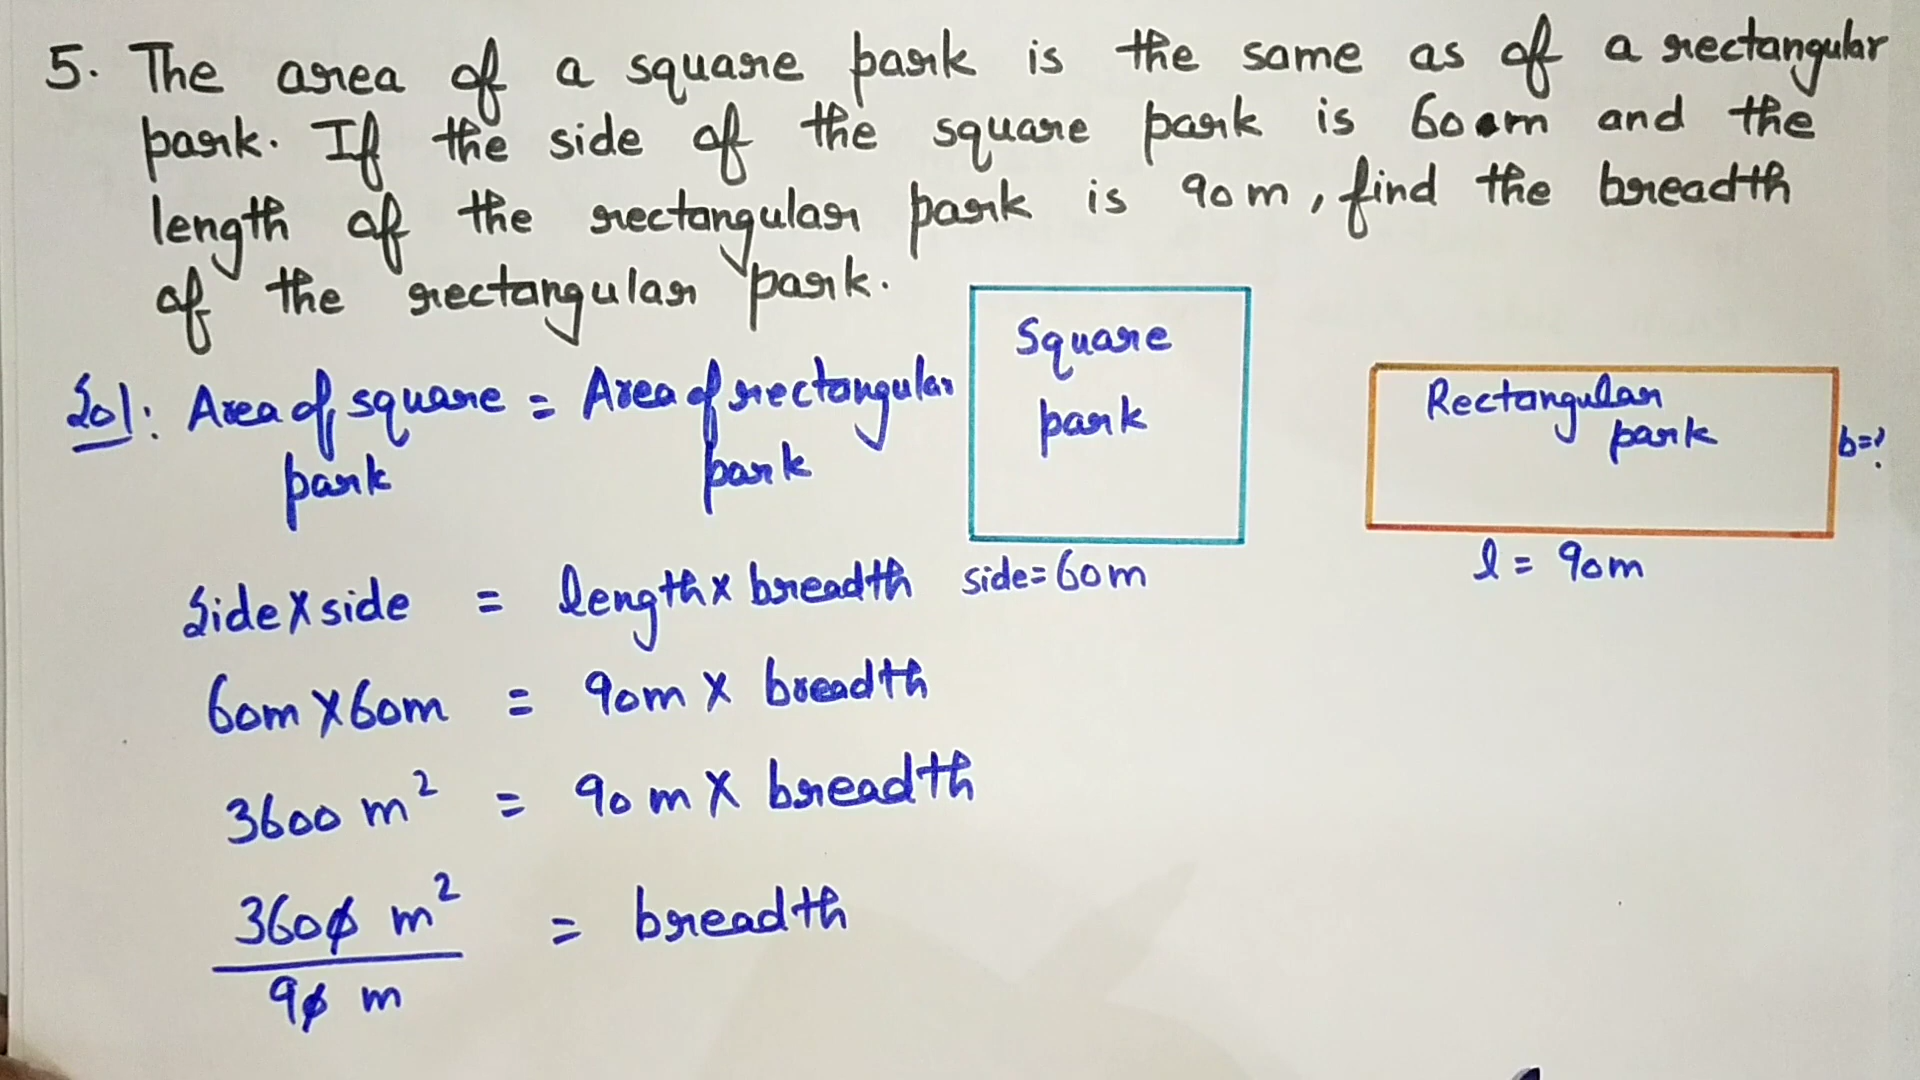 5. The area of a square park is the same as of a rectangular
park. If the side of the square park is 60m and the
length of the rectangular park is 90m, find the breadth
of the rectangular park.
Square
park
side=60m
Rectangular
park
b=?
l = 90m
Sol: Area of square = Area of rectangular
park park
Side X side = length x breadth
60m X 60m = 90m X breadth
3600 m² = 90 m X breadth
3600 m² = breadth
90 m